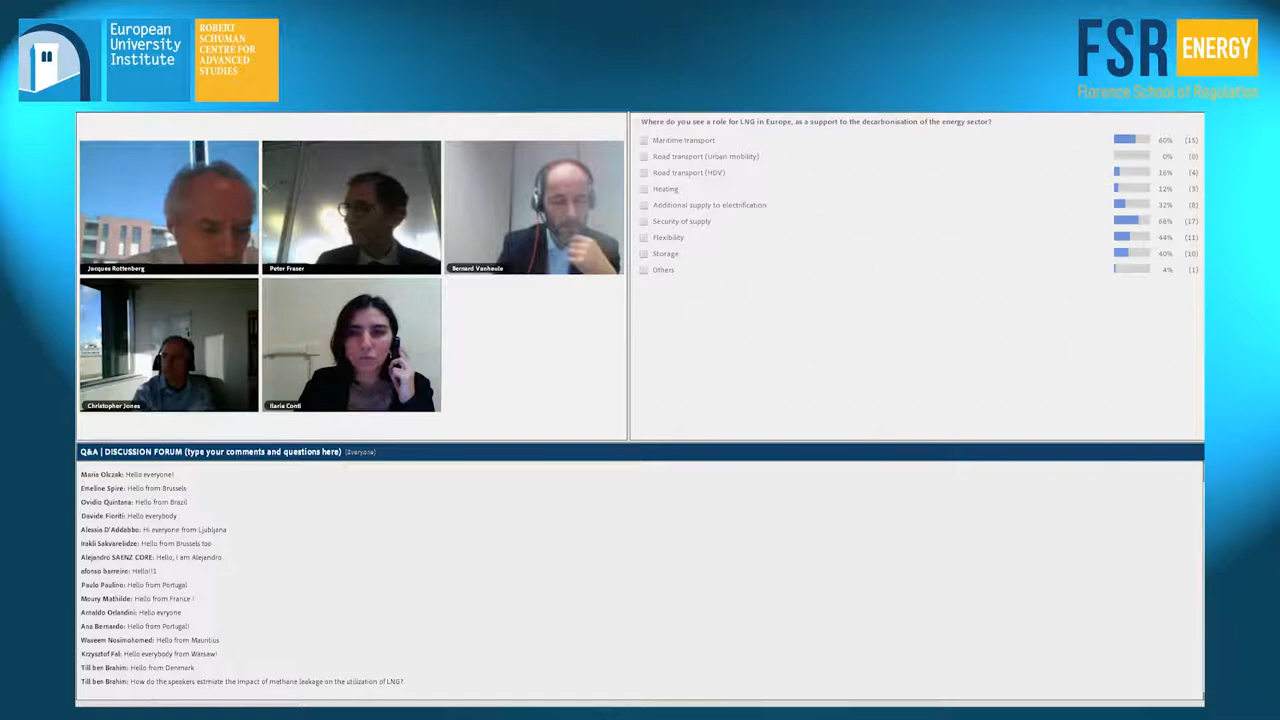 European
University
Institute
ROBERT
SCHUMAN
CENTRE FOR
ADVANCED
STUDIES
FSR ENERGY
Florence School of Regulation
Jacques Rottenberg
Peter Fraser
Bernard Vanheule
Christopher Jones
Ilaria Conti
Where do you see a role for LNG in Europe, as a support to the decarbonisation of the energy sector?
Maritime transport 60% (15)
Road transport (Urban mobility) 0% (0)
Road transport (HDV) 16% (4)
Heating 12% (3)
Additional supply to electrification 32% (8)
Security of supply 68% (17)
Flexibility 44% (11)
Storage 40% (10)
Others 4% (1)
Q&A | DISCUSSION FORUM (type your comments and questions here) (Everyone)
Maria Olczak: Hello everyone!
Emeline Spire: Hello from Brussels
Ovidio Quintana: Hello from Brazil
Davide Fioriti: Hello everybody
Alessia D'Addabbo: Hi everyone from Ljubljana
Irakli Sakvarelidze: Hello from Brussels too
Alejandro SAENZ CORE: Hello, I am Alejandro
afonso barreiro: Hello!!1
Paulo Paulino: Hello from Portugal
Moury Mathilde: Hello from France !
Arnaldo Orlandini: Hello evryone
Ana Bernardo: Hello from Portugal!
Waseem Nosimohomed: Hello from Mauritius
Krzysztof Fal: Hello everybody from Warsaw!
Till ben Brahim: Hello from Denmark
Till ben Brahim: How do the speakers estmiate the impact of methane leakage on the utilization of LNG?